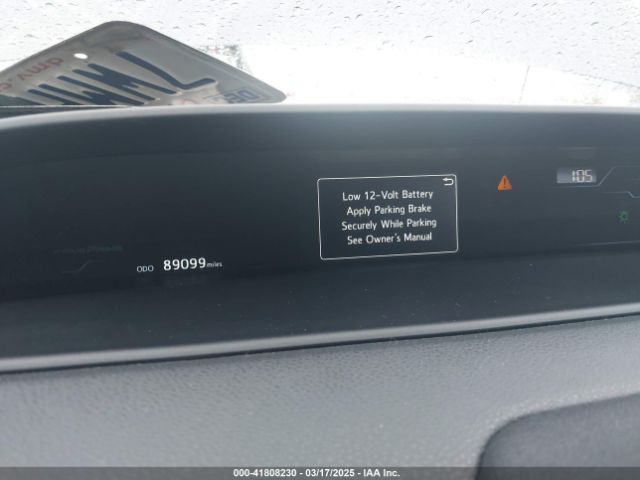 105
Low 12-Volt Battery
Apply Parking Brake
Securely While Parking
See Owner's Manual
ODO 89099 miles
000-41808230 - 03/17/2025 - IAA Inc.